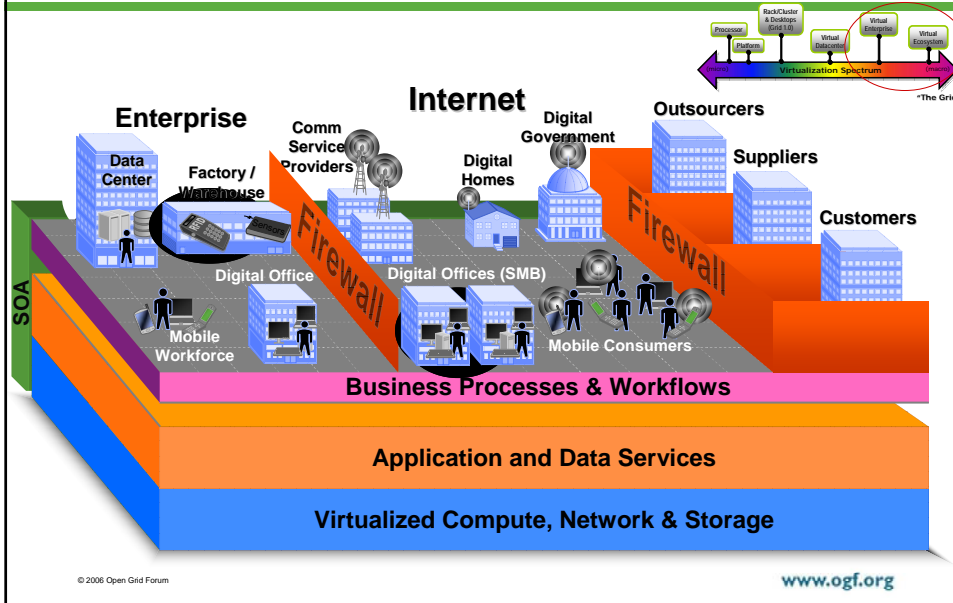 Processor
Platform
Rack/Cluster
& Desktops
(Grid 1.0)
Virtual
Datacenter
Virtual
Enterprise
Virtual
Ecosystem
(micro)
Virtualization Spectrum
(macro)
"The Gri
Enterprise
Internet
Data
Center
Factory /
Warehouse
Comm
Service
Providers
Digital
Homes
Digital
Government
Outsourcers
Suppliers
Customers
Sensors
Firewall
Firewall
SOA
Digital Office
Digital Offices (SMB)
Mobile
Workforce
Mobile Consumers
Business Processes & Workflows
Application and Data Services
Virtualized Compute, Network & Storage
© 2006 Open Grid Forum
www.ogf.org